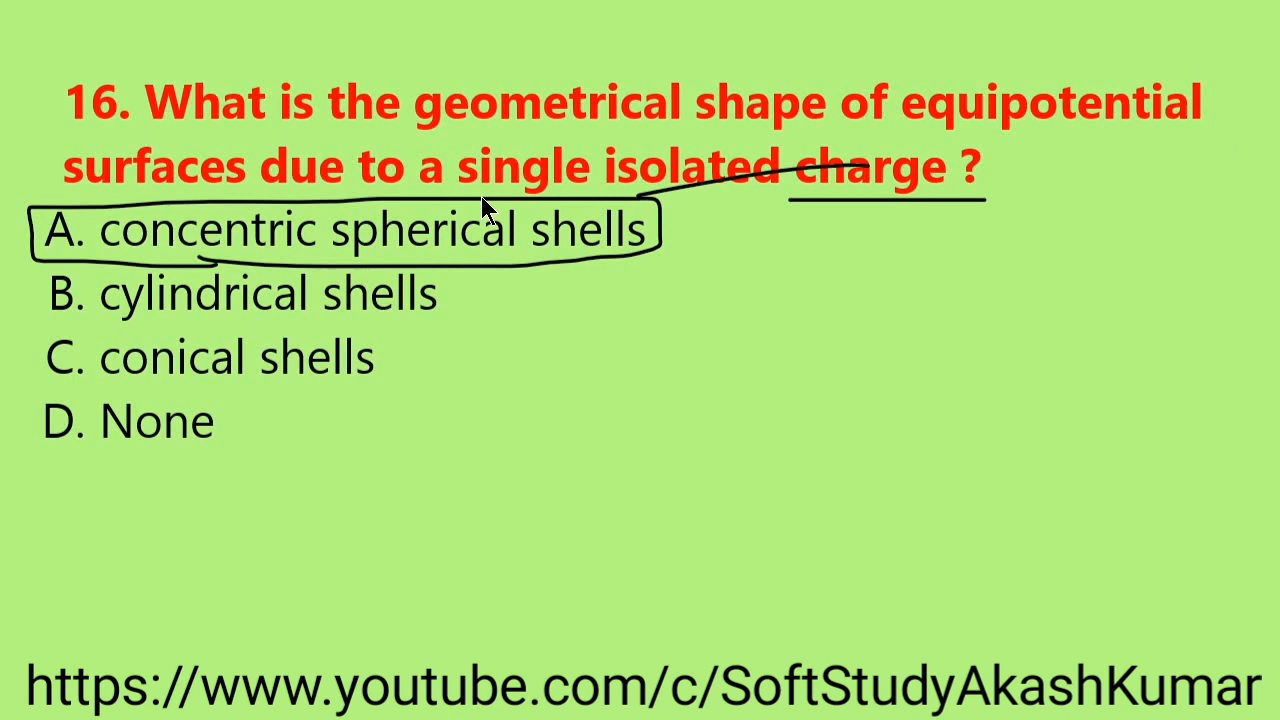 16. What is the geometrical shape of equipotential
surfaces due to a single isolated charge ?
A. concentric spherical shells
B. cylindrical shells
C. conical shells
D. None
https://www.youtube.com/c/SoftStudyAkashKumar